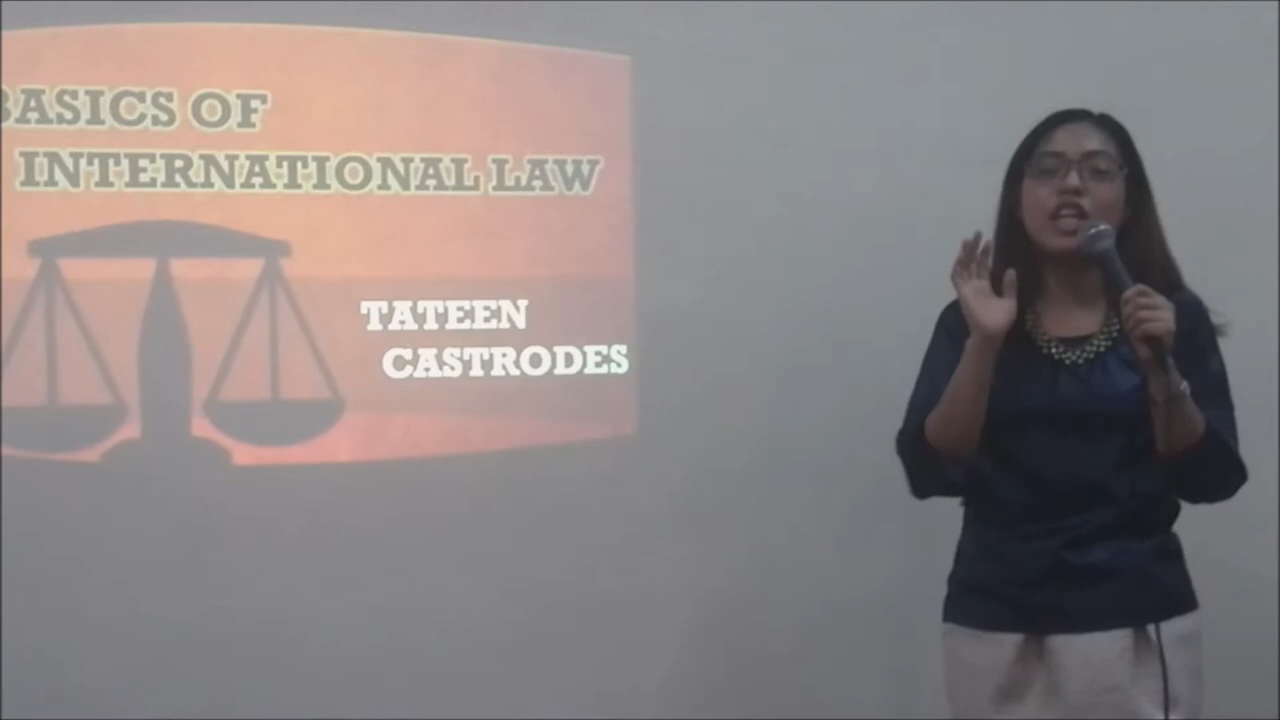 BASICS OF
INTERNATIONAL LAW
TATEEN
CASTRODES